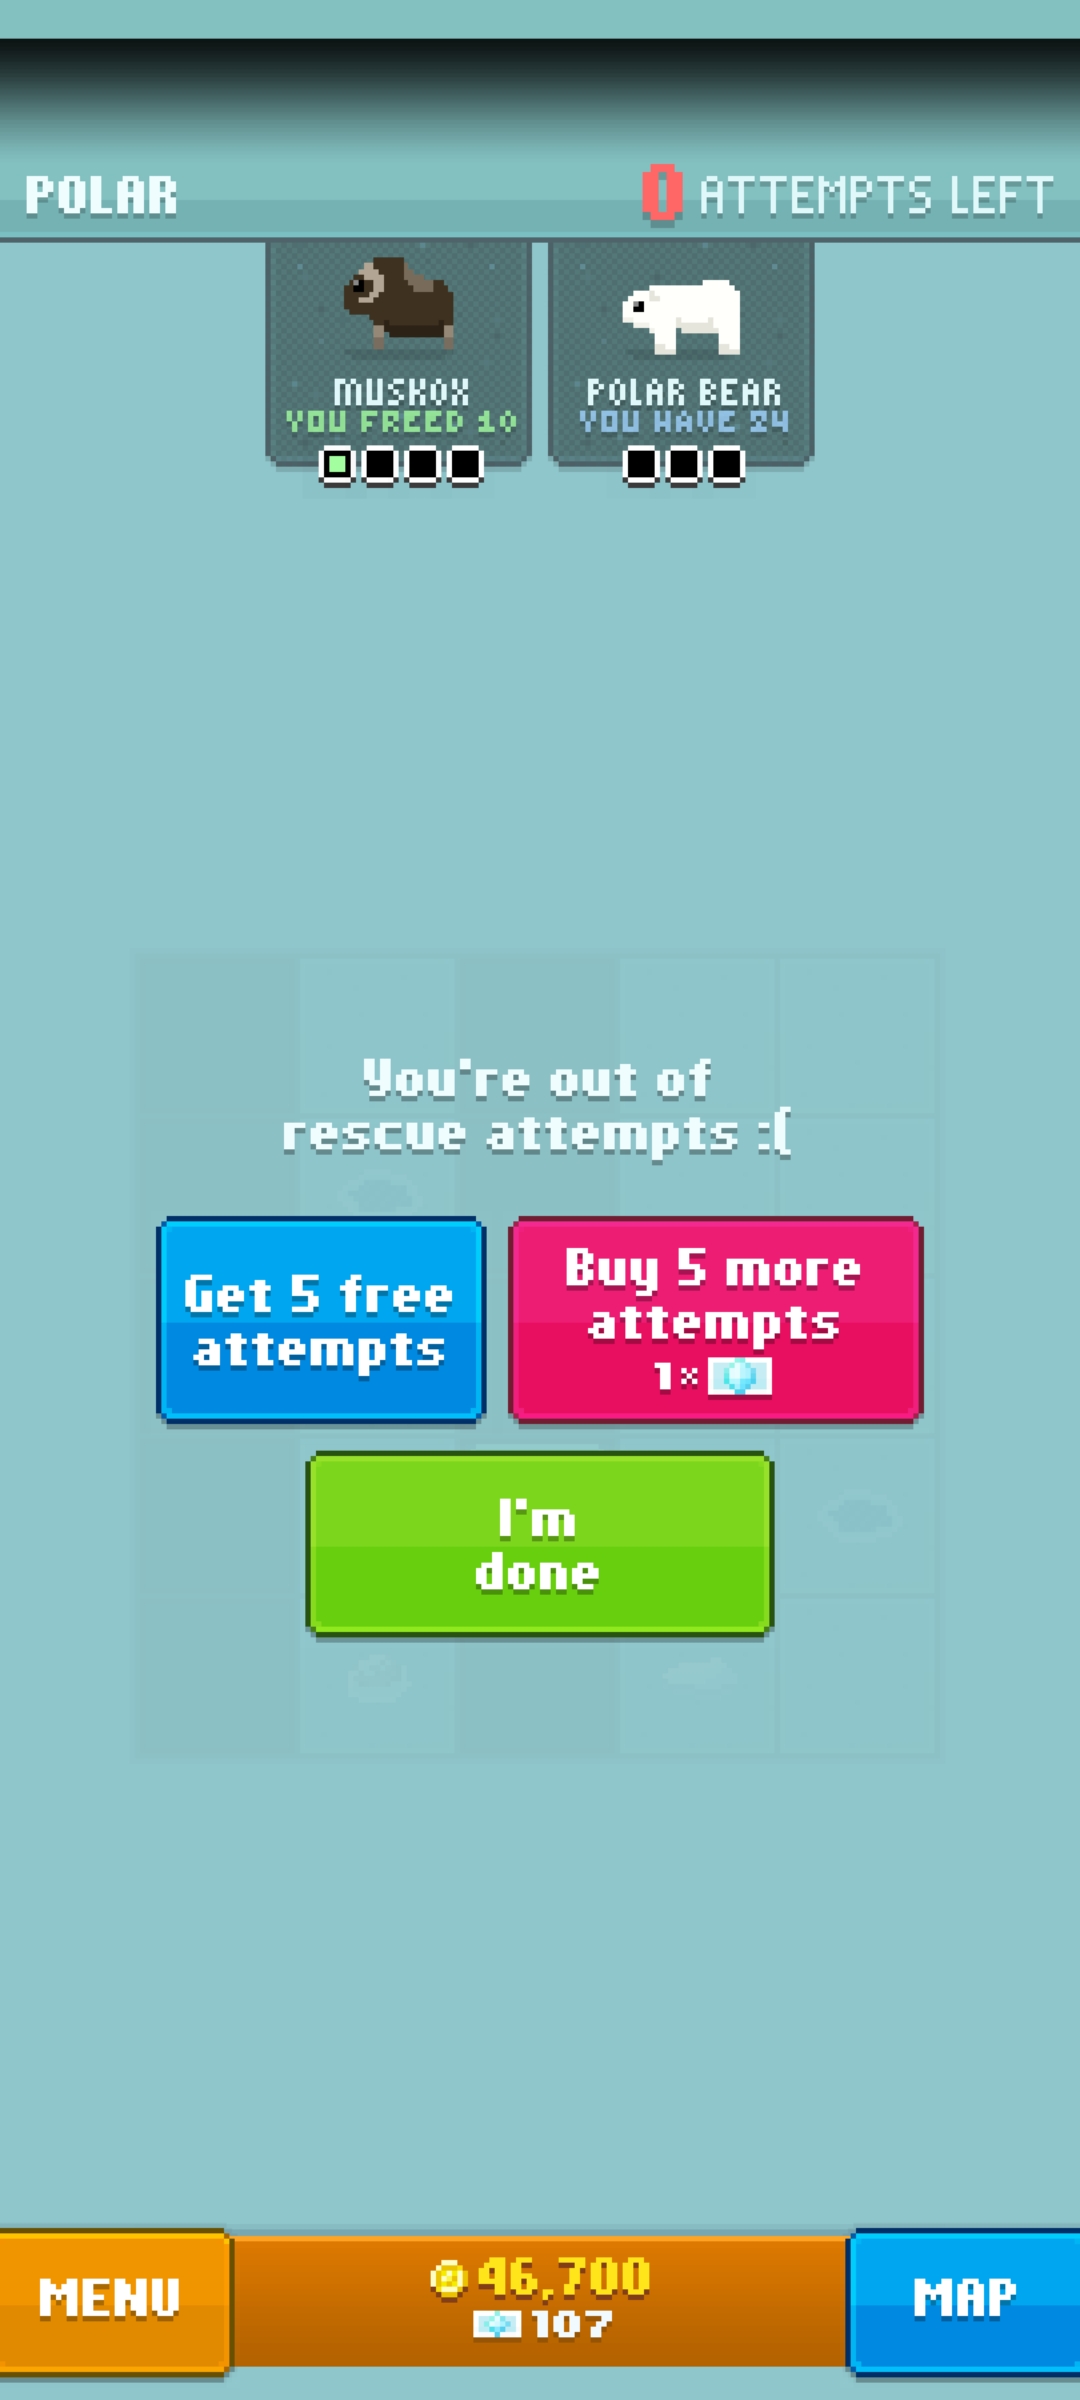 POLAR
0 ATTEMPTS LEFT
MUSKOX
YOU FREED 10
POLAR BEAR
YOU HAVE 24
You're out of
rescue attempts :(
Get 5 free
attempts
Buy 5 more
attempts
1×
I'm
done
MENU
46,700
107
MAP